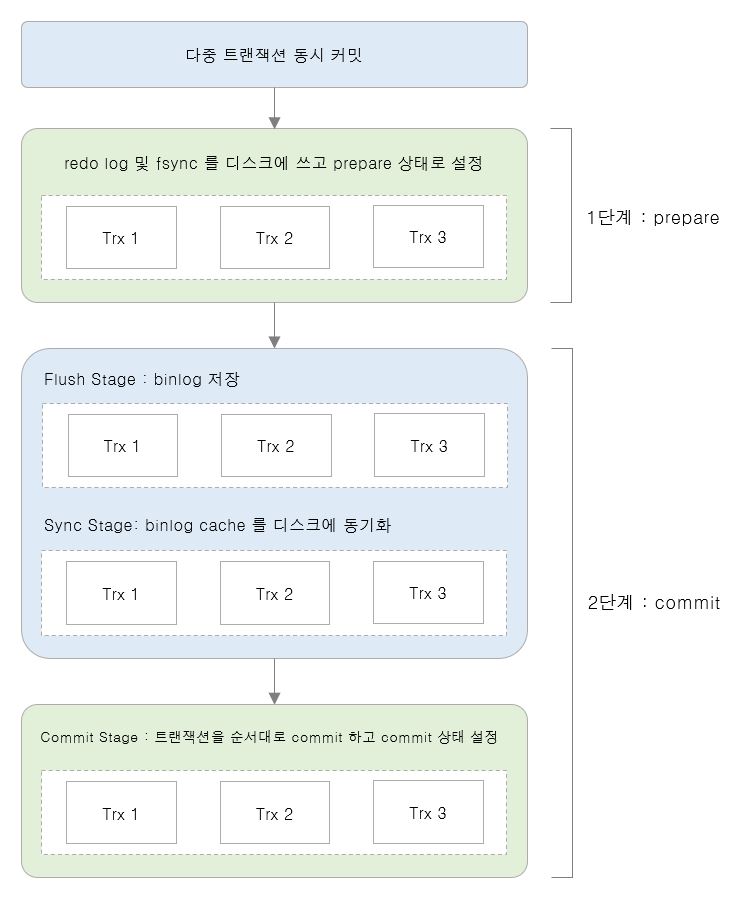 다중 트랜잭션 동시 커밋
redo log 및 fsync 를 디스크에 쓰고 prepare 상태로 설정
Trx 1
Trx 2
Trx 3
1단계 : prepare
Flush Stage : binlog 저장
Trx 1
Trx 2
Trx 3
Sync Stage: binlog cache 를 디스크에 동기화
Trx 1
Trx 2
Trx 3
2단계 : commit
Commit Stage : 트랜잭션을 순서대로 commit 하고 commit 상태 설정
Trx 1
Trx 2
Trx 3